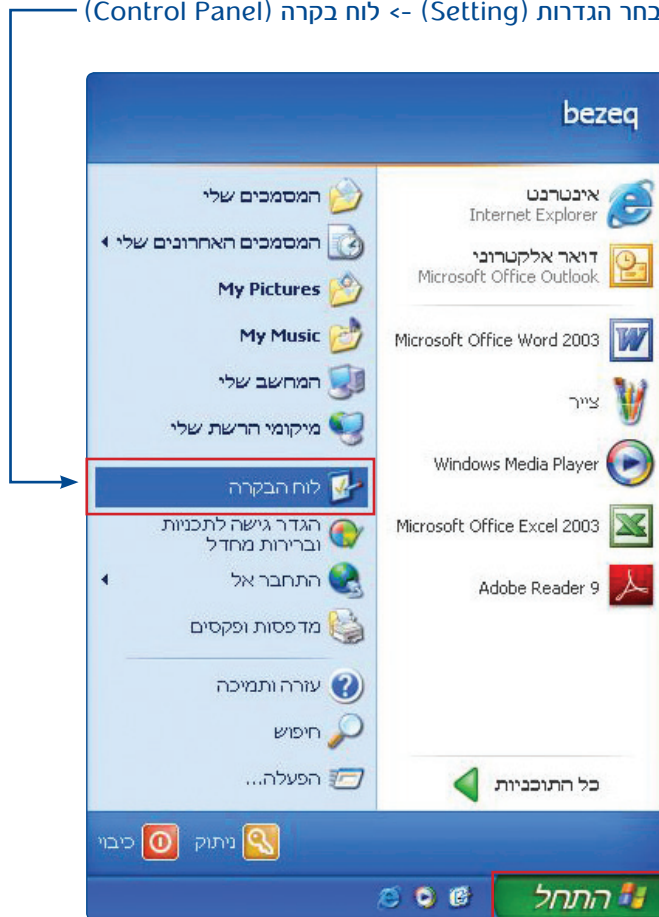 בחר הגדרות (Setting) -> לוח בקרה (Control Panel)
bezeq
אינטרנט
Internet Explorer
דואר אלקטרוני
Microsoft Office Outlook
Microsoft Office Word 2003
צייר
Windows Media Player
Microsoft Office Excel 2003
Adobe Reader 9
כל התוכניות
המסמכים שלי
המסמכים האחרונים שלי
My Pictures
My Music
המחשב שלי
מיקומי הרשת שלי
לוח הבקרה
הגדר גישה לתכניות
וברירות מחדל
התחבר אל
מדפסות ופקסים
עזרה ותמיכה
חיפוש
הפעלה...
ניתוק
כיבוי
התחל